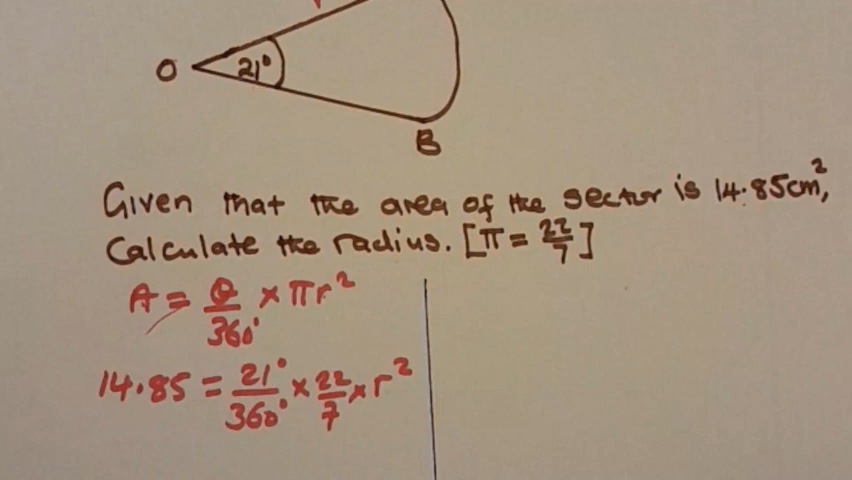 O 21°
B
Given that the area of the sector is 14.85cm²,
Calculate the radius. [π = 22/7]
A = θ/360° × πr²
14.85 = 21°/360° × 22/7 × r²